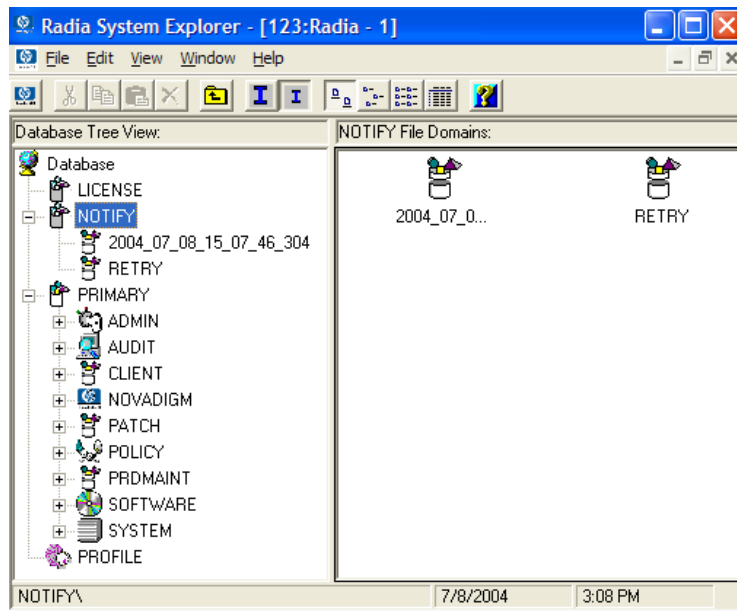 Radia System Explorer - [123:Radia - 1]
File Edit View Window Help
Database Tree View:
NOTIFY File Domains:
Database
LICENSE
NOTIFY
2004_07_08_15_07_46_304
RETRY
PRIMARY
ADMIN
AUDIT
CLIENT
NOVADIGM
PATCH
POLICY
PRDMAINT
SOFTWARE
SYSTEM
PROFILE
2004_07_0...
RETRY
NOTIFY\
7/8/2004
3:08 PM